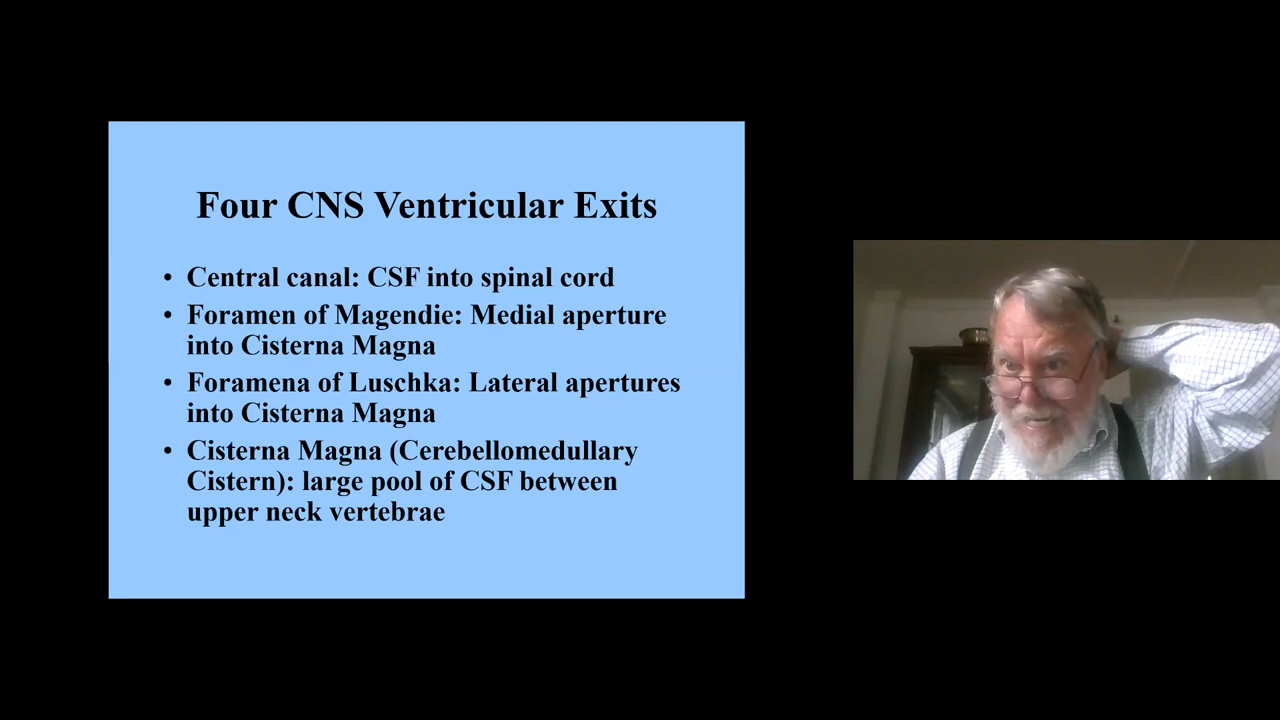 Four CNS Ventricular Exits
• Central canal: CSF into spinal cord
• Foramen of Magendie: Medial aperture
into Cisterna Magna
• Foramena of Luschka: Lateral apertures
into Cisterna Magna
• Cisterna Magna (Cerebellomedullary
Cistern): large pool of CSF between
upper neck vertebrae